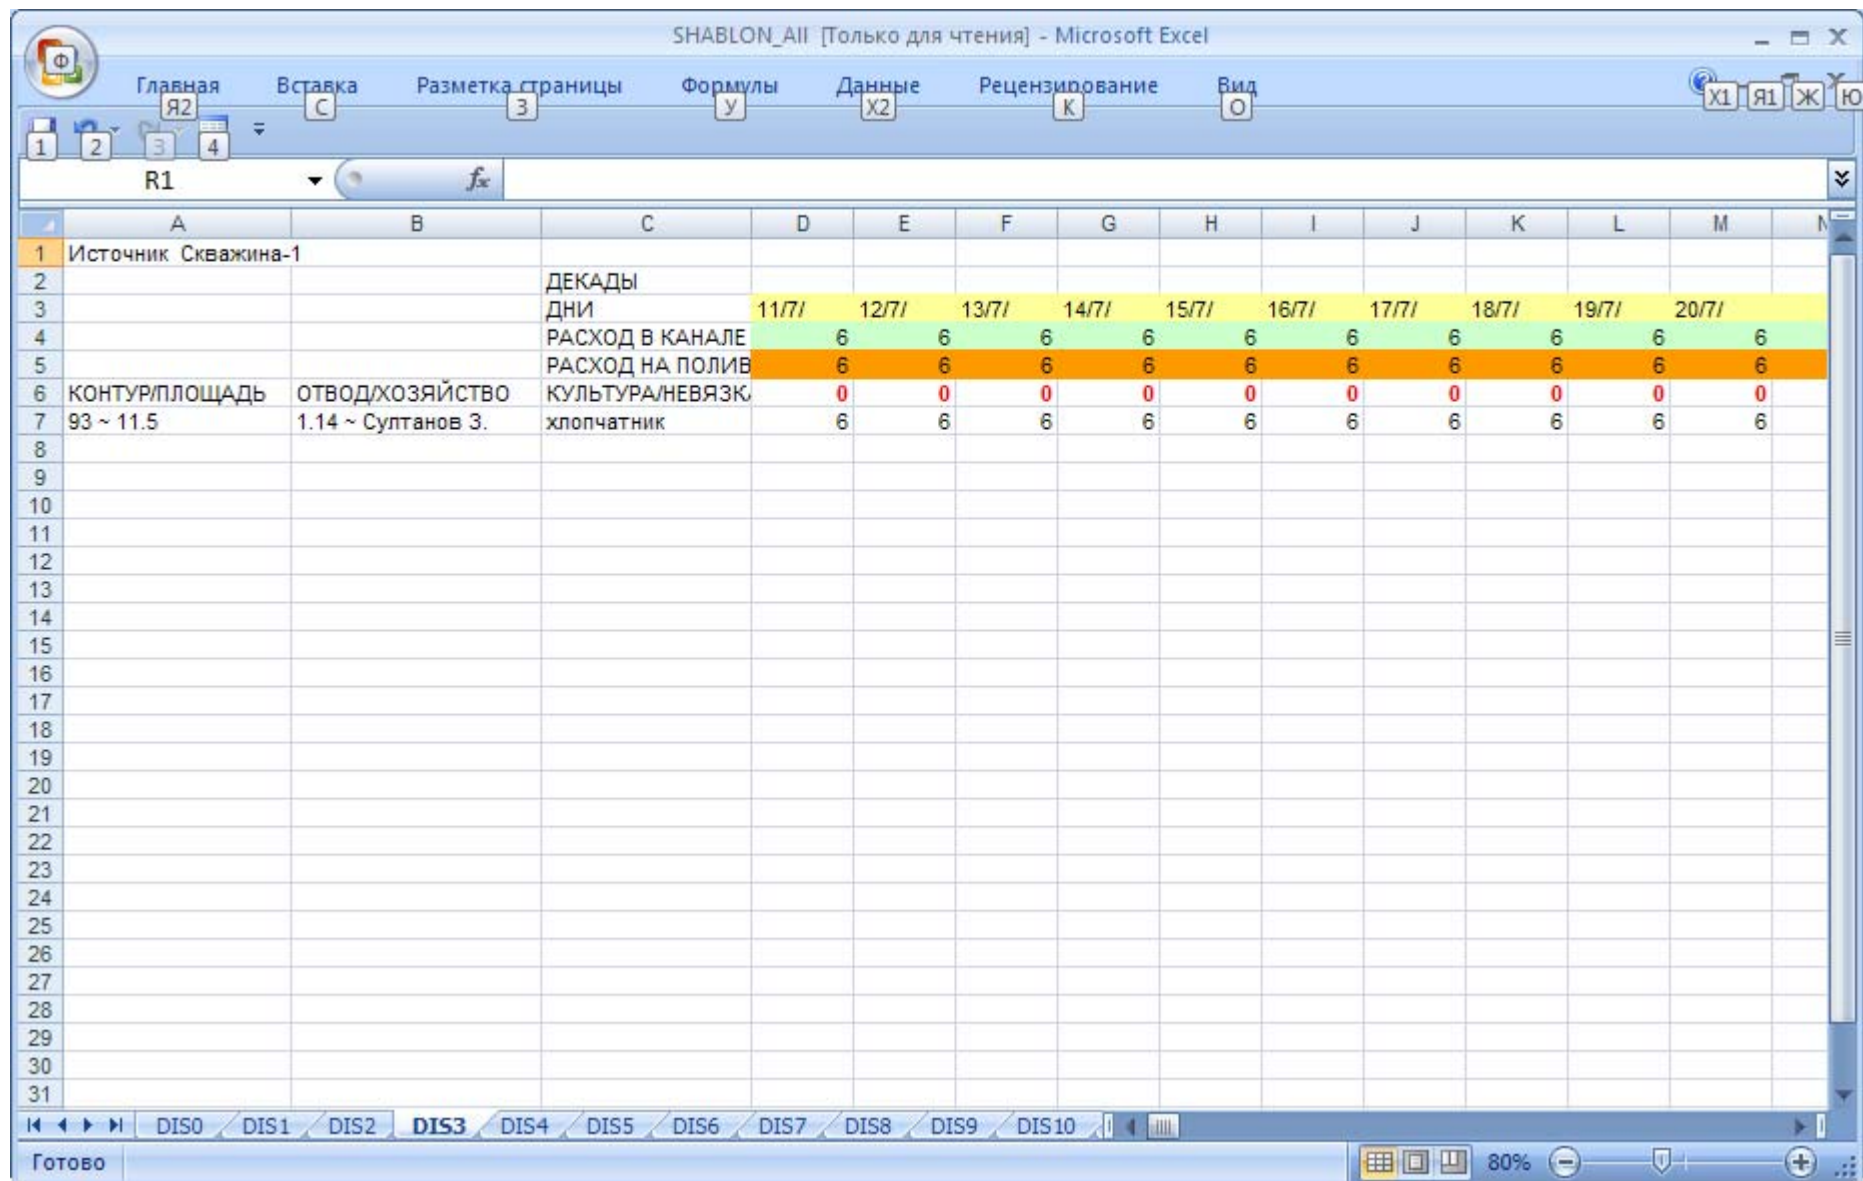 SHABLON_All [Только для чтения] - Microsoft Excel
Ф
Главная Вставка Разметка страницы Формулы Данные Рецензирование Вид
Я2 С З У Х2 К О Х1 Я1 Ж Ю
1 2 3 4
R1 fx
A B C D E F G H I J K L M N
1 Источник Скважина-1
2 ДЕКАДЫ
3 ДНИ 11/7/ 12/7/ 13/7/ 14/7/ 15/7/ 16/7/ 17/7/ 18/7/ 19/7/ 20/7/
4 РАСХОД В КАНАЛЕ 6 6 6 6 6 6 6 6 6 6
5 РАСХОД НА ПОЛИВ 6 6 6 6 6 6 6 6 6 6
6 КОНТУР/ПЛОЩАДЬ ОТВОД/ХОЗЯЙСТВО КУЛЬТУРА/НЕВЯЗК 0 0 0 0 0 0 0 0 0 0
7 93 ~ 11.5 1.14 ~ Султанов З. хлопчатник 6 6 6 6 6 6 6 6 6 6
8
9
10
11
12
13
14
15
16
17
18
19
20
21
22
23
24
25
26
27
28
29
30
31
DIS0 DIS1 DIS2 DIS3 DIS4 DIS5 DIS6 DIS7 DIS8 DIS9 DIS10
Готово 80%